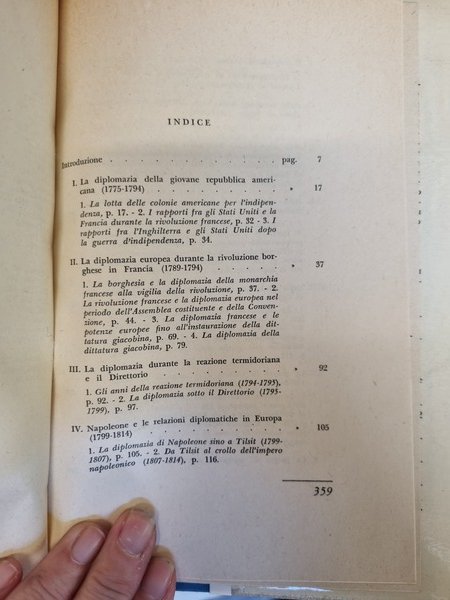 INDICE
Introduzione . . . . . . . . . . pag. 7
I. La diplomazia della giovane repubblica ameri-
cana (1775-1794) . . . . . . . » 17
1. La lotta delle colonie americane per l'indipen-
denza, p. 17. - 2. I rapporti fra gli Stati Uniti e la
Francia durante la rivoluzione francese, p. 32 - 3. I
rapporti fra l'Inghilterra e gli Stati Uniti dopo
la guerra d'indipendenza, p. 34.
II. La diplomazia europea durante la rivoluzione bor-
ghese in Francia (1789-1794) . . . . » 37
1. La borghesia e la diplomazia della monarchia
francese alla vigilia della rivoluzione, p. 37. - 2.
La rivoluzione francese e la diplomazia europea nel
periodo dell'Assemblea costituente e della Conven-
zione, p. 44. - 3. La diplomazia francese e le
potenze europee fino all'instaurazione della dit-
tatura giacobina, p. 69. - 4. La diplomazia della
dittatura giacobina, p. 79.
III. La diplomazia durante la reazione termidoriana
e il Direttorio . . . . . . . » 92
1. Gli anni della reazione termidoriana (1794-1795),
p. 92. - 2. La diplomazia sotto il Direttorio (1795-
1799), p. 97.
IV. Napoleone e le relazioni diplomatiche in Europa
(1799-1814) . . . . . . . . » 105
1. La diplomazia di Napoleone sino a Tilsit (1799-
1807), p. 105. - 2. Da Tilsit al crollo dell'impero
napoleonico (1807-1814), p. 116.
359